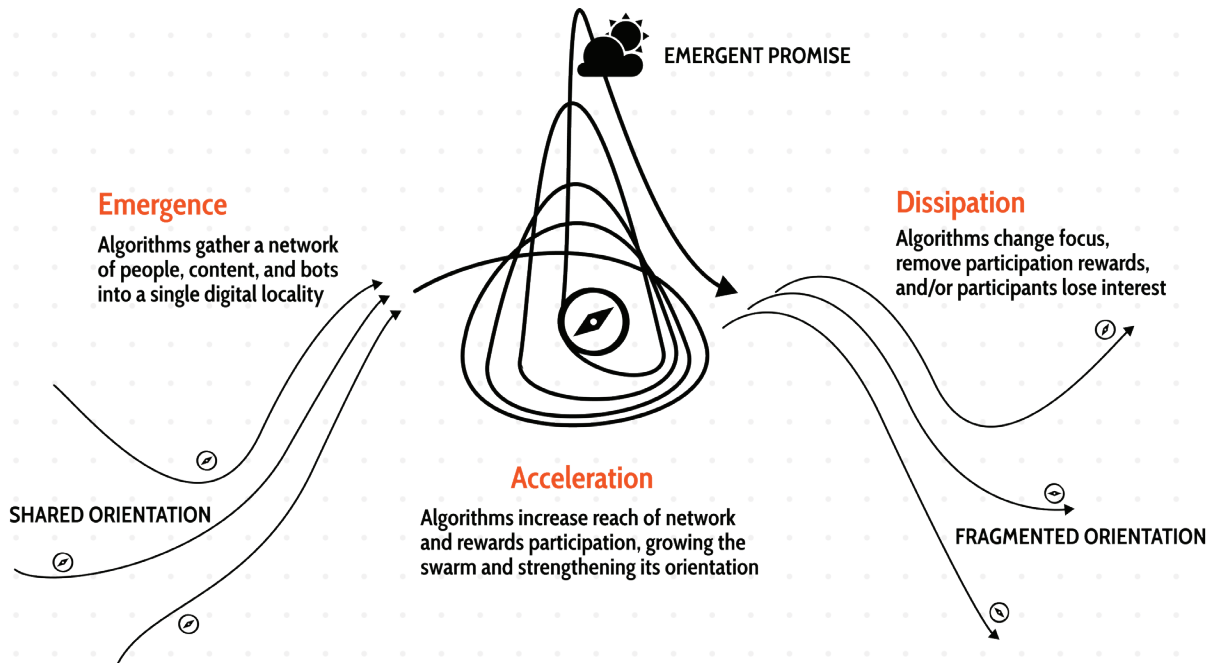 EMERGENT PROMISE
Emergence
Algorithms gather a network
of people, content, and bots
into a single digital locality
SHARED ORIENTATION
Acceleration
Algorithms increase reach of network
and rewards participation, growing the
swarm and strengthening its orientation
Dissipation
Algorithms change focus,
remove participation rewards,
and/or participants lose interest
FRAGMENTED ORIENTATION